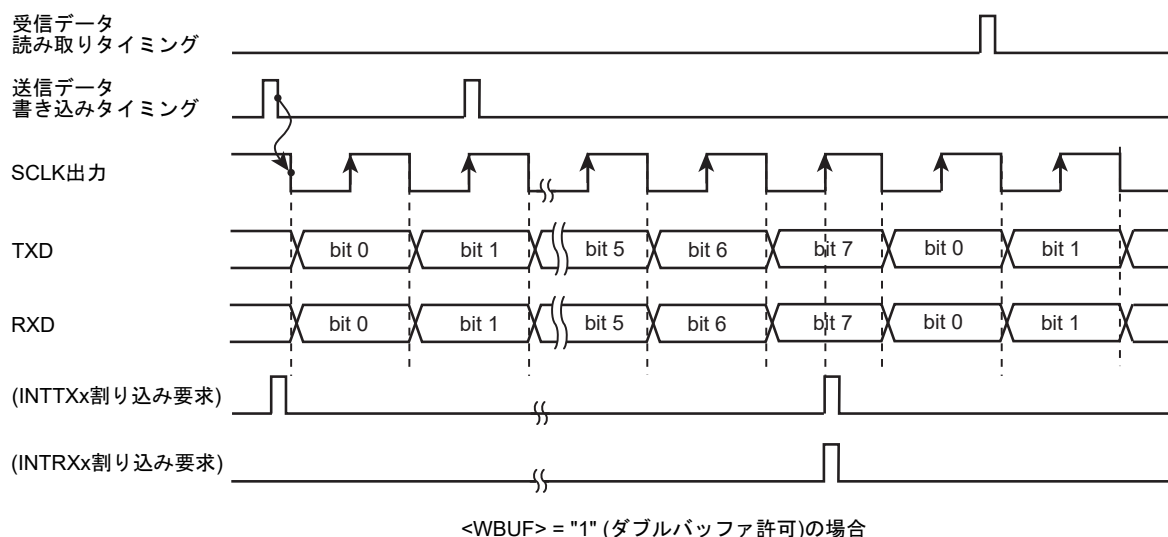 受信データ
読み取りタイミング
送信データ
書き込みタイミング
SCLK出力
TXD
bit 0 bit 1 bit 5 bit 6 bit 7 bit 0 bit 1
RXD
bit 0 bit 1 bit 5 bit 6 bit 7 bit 0 bit 1
(INTTXx割り込み要求)
(INTRXx割り込み要求)
<WBUF> = "1" (ダブルバッファ許可)の場合